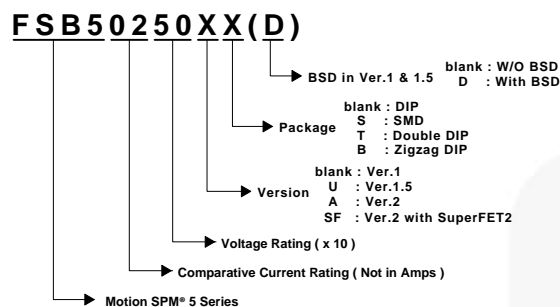 FSB50250XX(D)
BSD in Ver.1 & 1.5
blank : W/O BSD
D : With BSD
Package
blank : DIP
S : SMD
T : Double DIP
B : Zigzag DIP
Version
blank : Ver.1
U : Ver.1.5
A : Ver.2
SF : Ver.2 with SuperFET2
Voltage Rating ( x 10 )
Comparative Current Rating ( Not in Amps )
Motion SPM® 5 Series